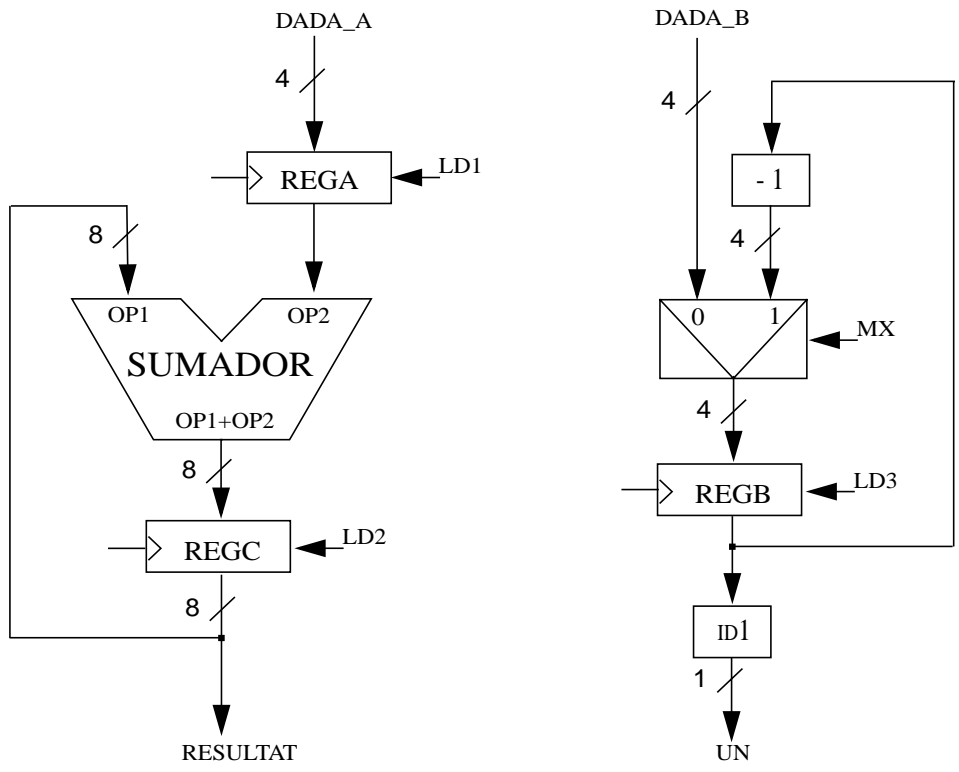 DADA_A
DADA_B
4
4
LD1
REGA
- 1
8
4
OP1
OP2
0
1
MX
SUMADOR
OP1+OP2
4
8
LD3
REGB
LD2
REGC
8
ID1
1
RESULTAT
UN